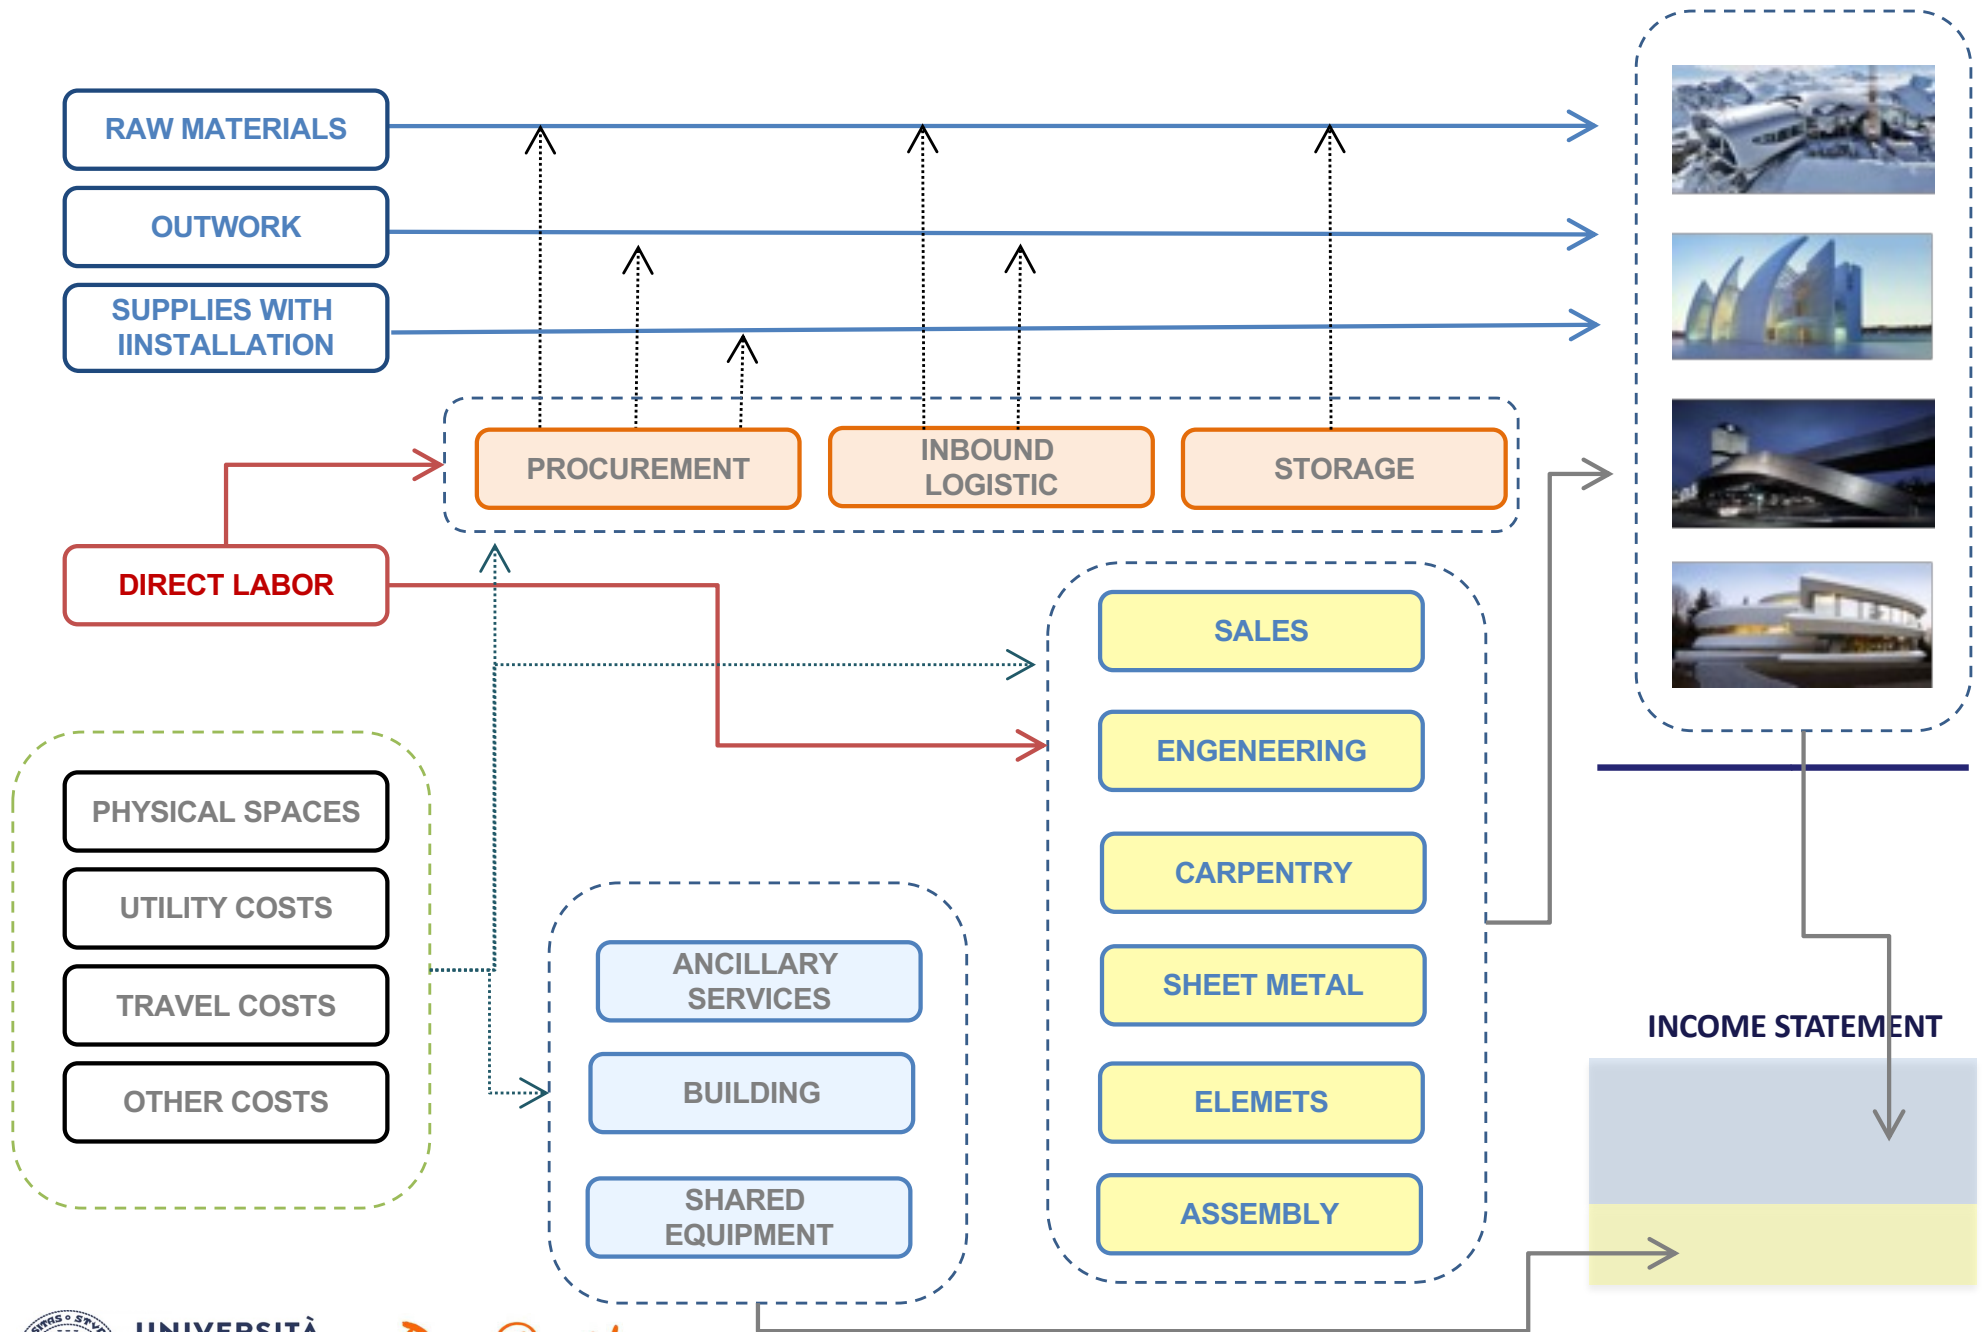 RAW MATERIALS
OUTWORK
SUPPLIES WITH
IINSTALLATION
PROCUREMENT
INBOUND
LOGISTIC
STORAGE
DIRECT LABOR
SALES
ENGENEERING
CARPENTRY
SHEET METAL
ELEMETS
ASSEMBLY
PHYSICAL SPACES
UTILITY COSTS
TRAVEL COSTS
OTHER COSTS
ANCILLARY
SERVICES
BUILDING
SHARED
EQUIPMENT
INCOME STATEMENT
UNIVERSITÀ